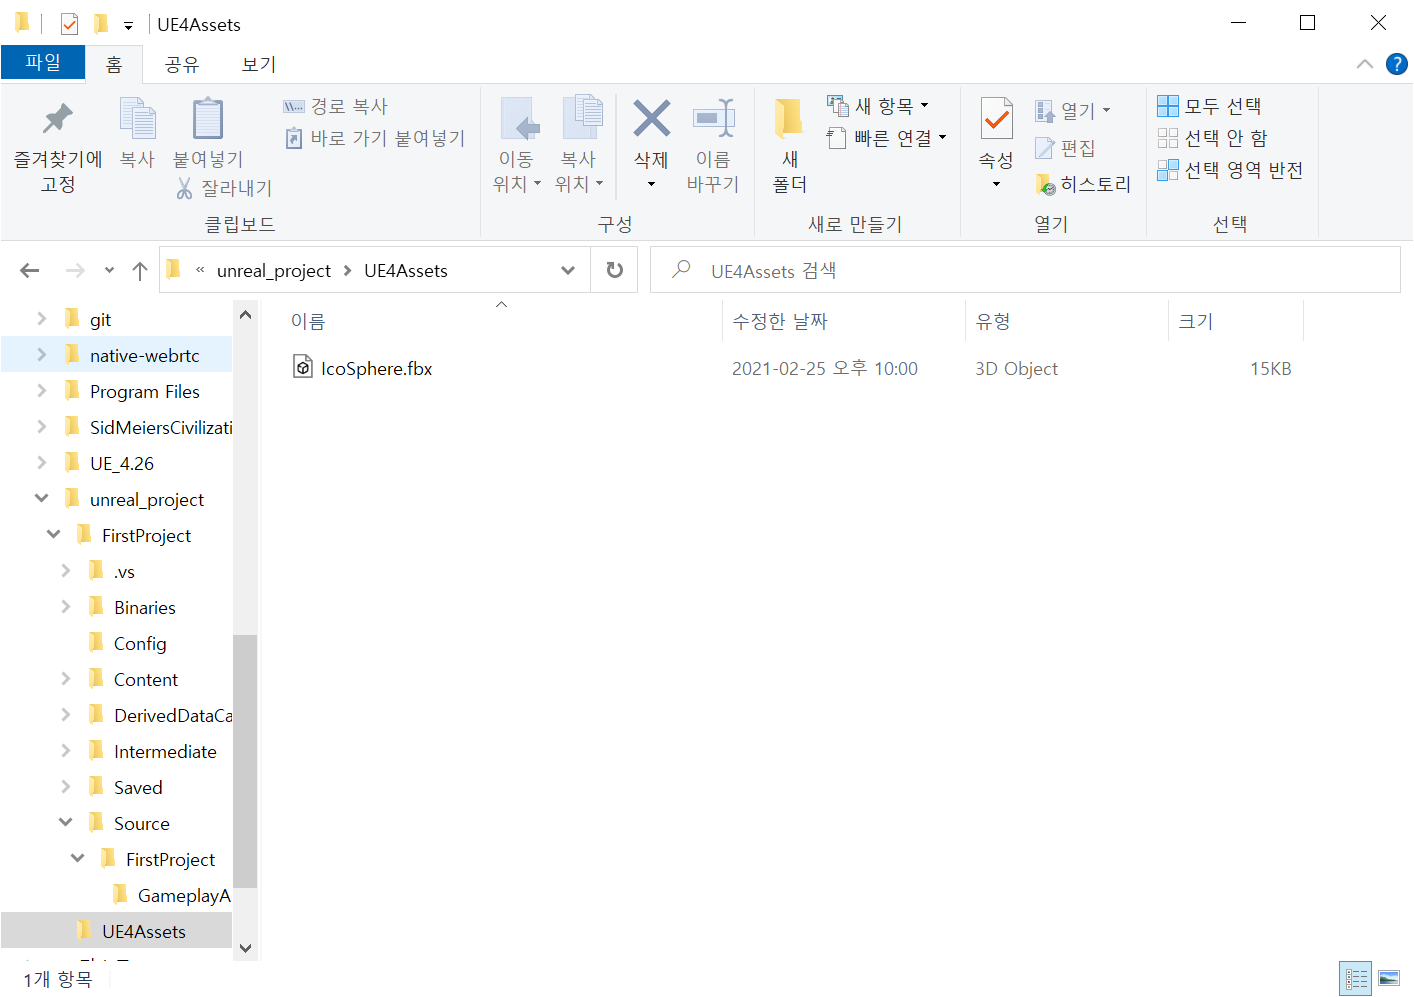 UE4Assets
파일 홈 공유 보기
즐겨찾기에 고정
복사
붙여넣기
잘라내기
경로 복사
바로 가기 붙여넣기
클립보드
이동 위치
복사 위치
삭제
이름 바꾸기
구성
새 폴더
새 항목
빠른 연결
새로 만들기
속성
열기
편집
히스토리
열기
모두 선택
선택 안 함
선택 영역 반전
선택
« unreal_project > UE4Assets
UE4Assets 검색
git
native-webrtc
Program Files
SidMeiersCivilizati
UE_4.26
unreal_project
FirstProject
.vs
Binaries
Config
Content
DerivedDataCa
Intermediate
Saved
Source
FirstProject
GameplayA
UE4Assets
이름 수정한 날짜 유형 크기
IcoSphere.fbx 2021-02-25 오후 10:00 3D Object 15KB
1개 항목